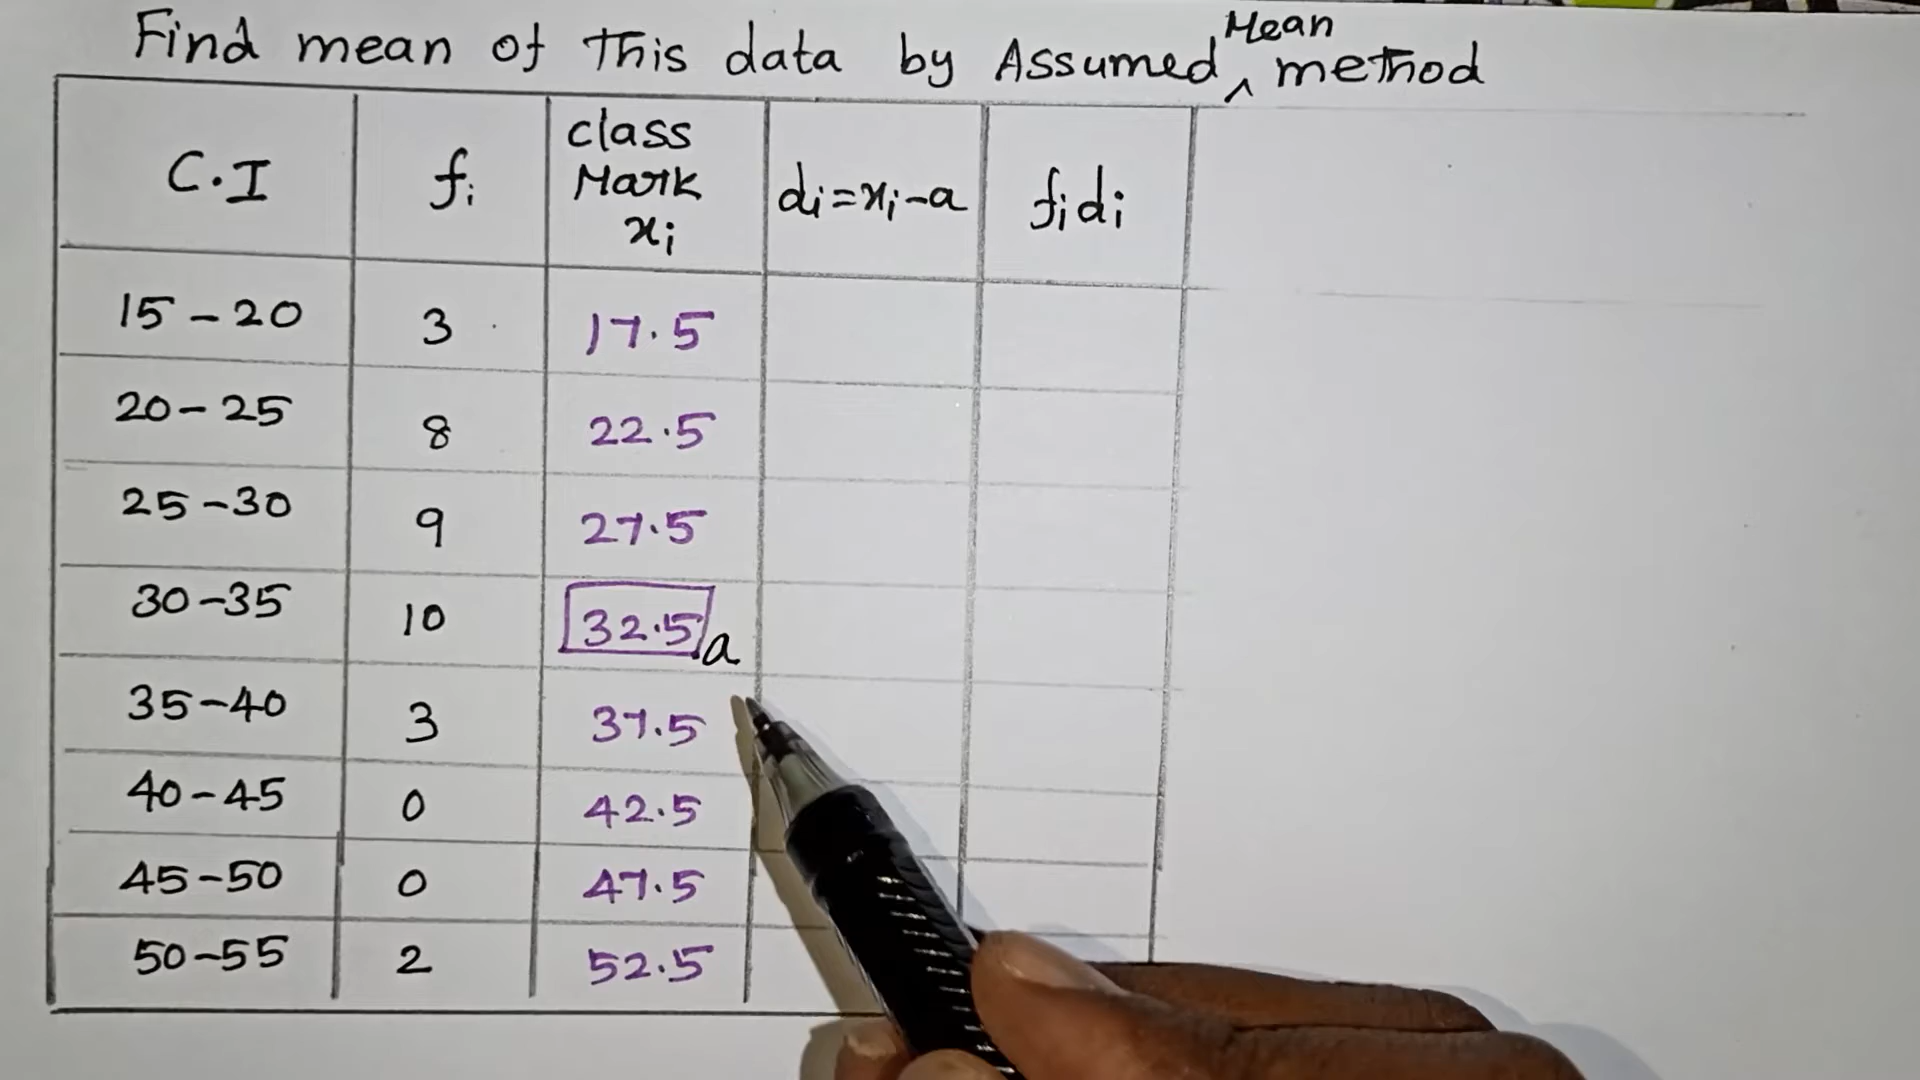 Find mean of This data by Assumed Mean method
C.I fi class Mark xi di=xi-a fidi
15-20 3 17.5
20-25 8 22.5
25-30 9 27.5
30-35 10 32.5 a
35-40 3 37.5
40-45 0 42.5
45-50 0 47.5
50-55 2 52.5